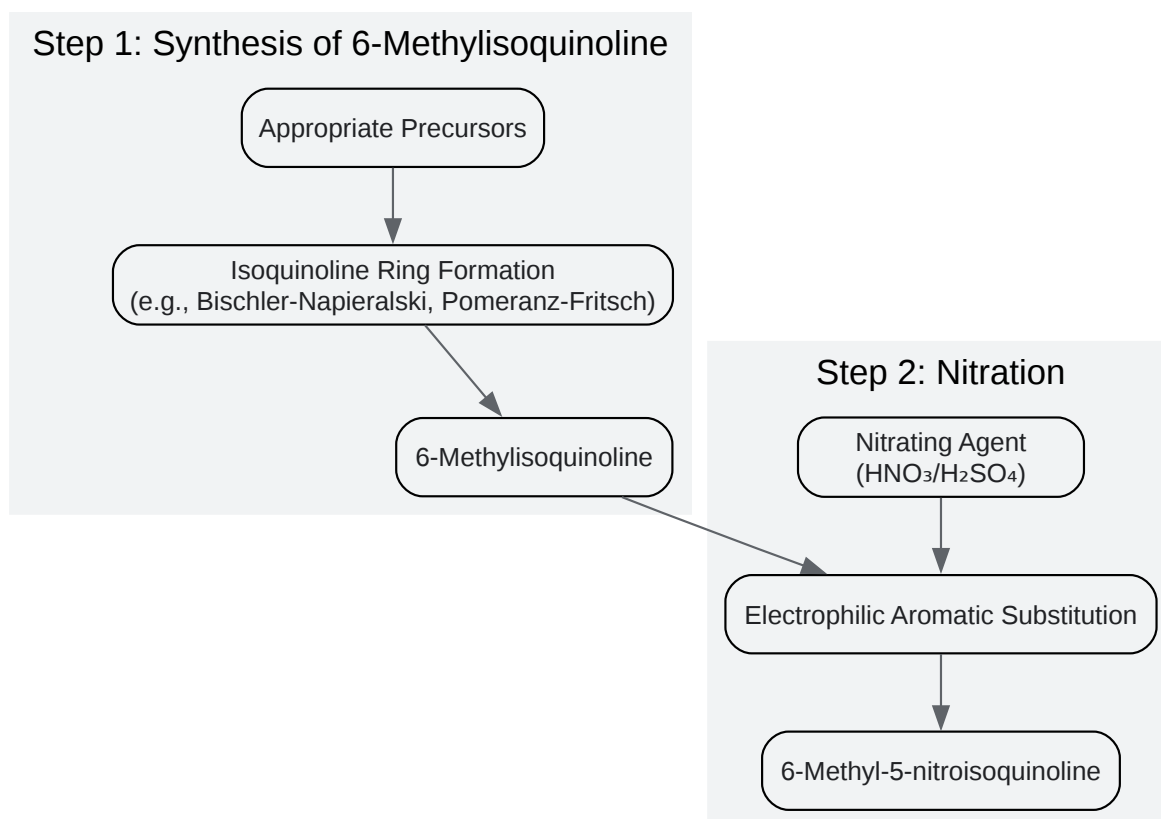 Step 1: Synthesis of 6-Methylisoquinoline
Appropriate Precursors
Isoquinoline Ring Formation
(e.g., Bischler-Napieralski, Pomeranz-Fritsch)
6-Methylisoquinoline
Step 2: Nitration
Nitrating Agent
(HNO₃/H₂SO₄)
Electrophilic Aromatic Substitution
6-Methyl-5-nitroisoquinoline